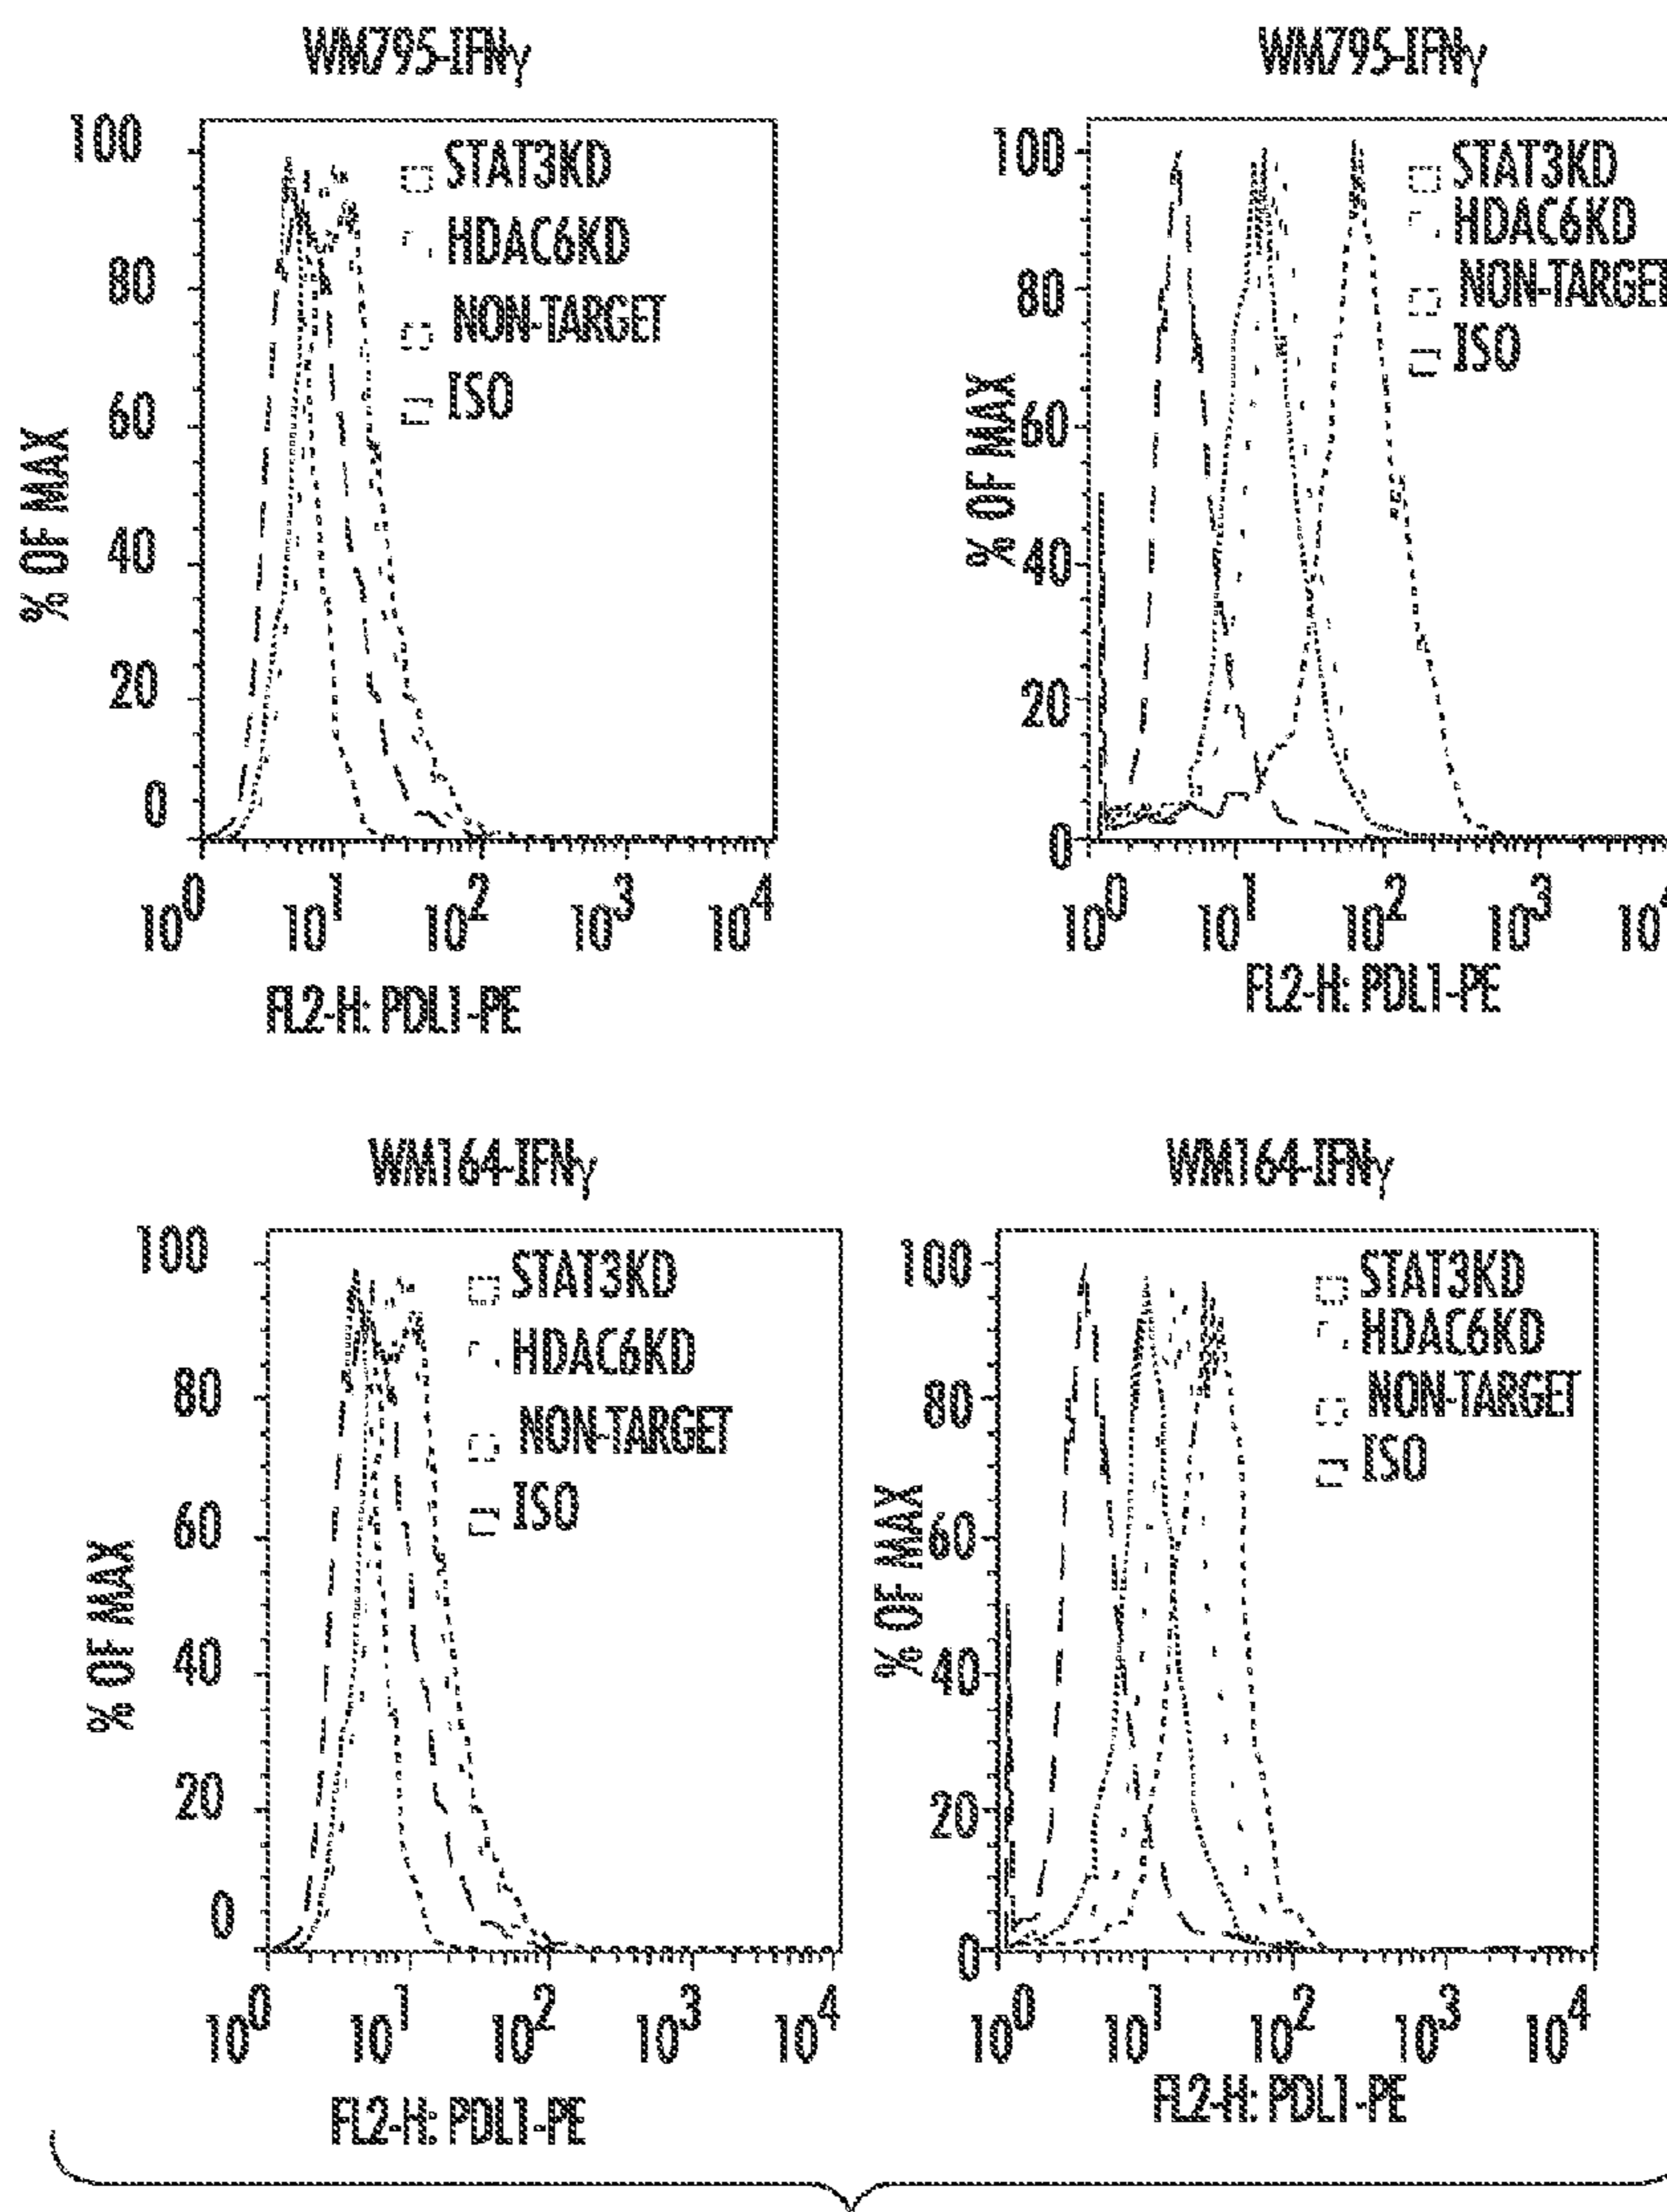 WM795-IFNγ
100
80
60
40
20
0
% OF MAX
STAT3KD
HDAC6KD
NON-TARGET
ISO
10^0 10^1 10^2 10^3 10^4
FL2-H: PDL1-PE
WM795-IFNγ
100
80
60
40
20
0
% OF MAX
STAT3KD
HDAC6KD
NON-TARGET
ISO
10^0 10^1 10^2 10^3 10^4
FL2-H: PDL1-PE
WM164-IFNγ
100
80
60
40
20
0
% OF MAX
STAT3KD
HDAC6KD
NON-TARGET
ISO
10^0 10^1 10^2 10^3 10^4
FL2-H: PDL1-PE
WM164-IFNγ
100
80
60
40
20
0
% OF MAX
STAT3KD
HDAC6KD
NON-TARGET
ISO
10^0 10^1 10^2 10^3 10^4
FL2-H: PDL1-PE